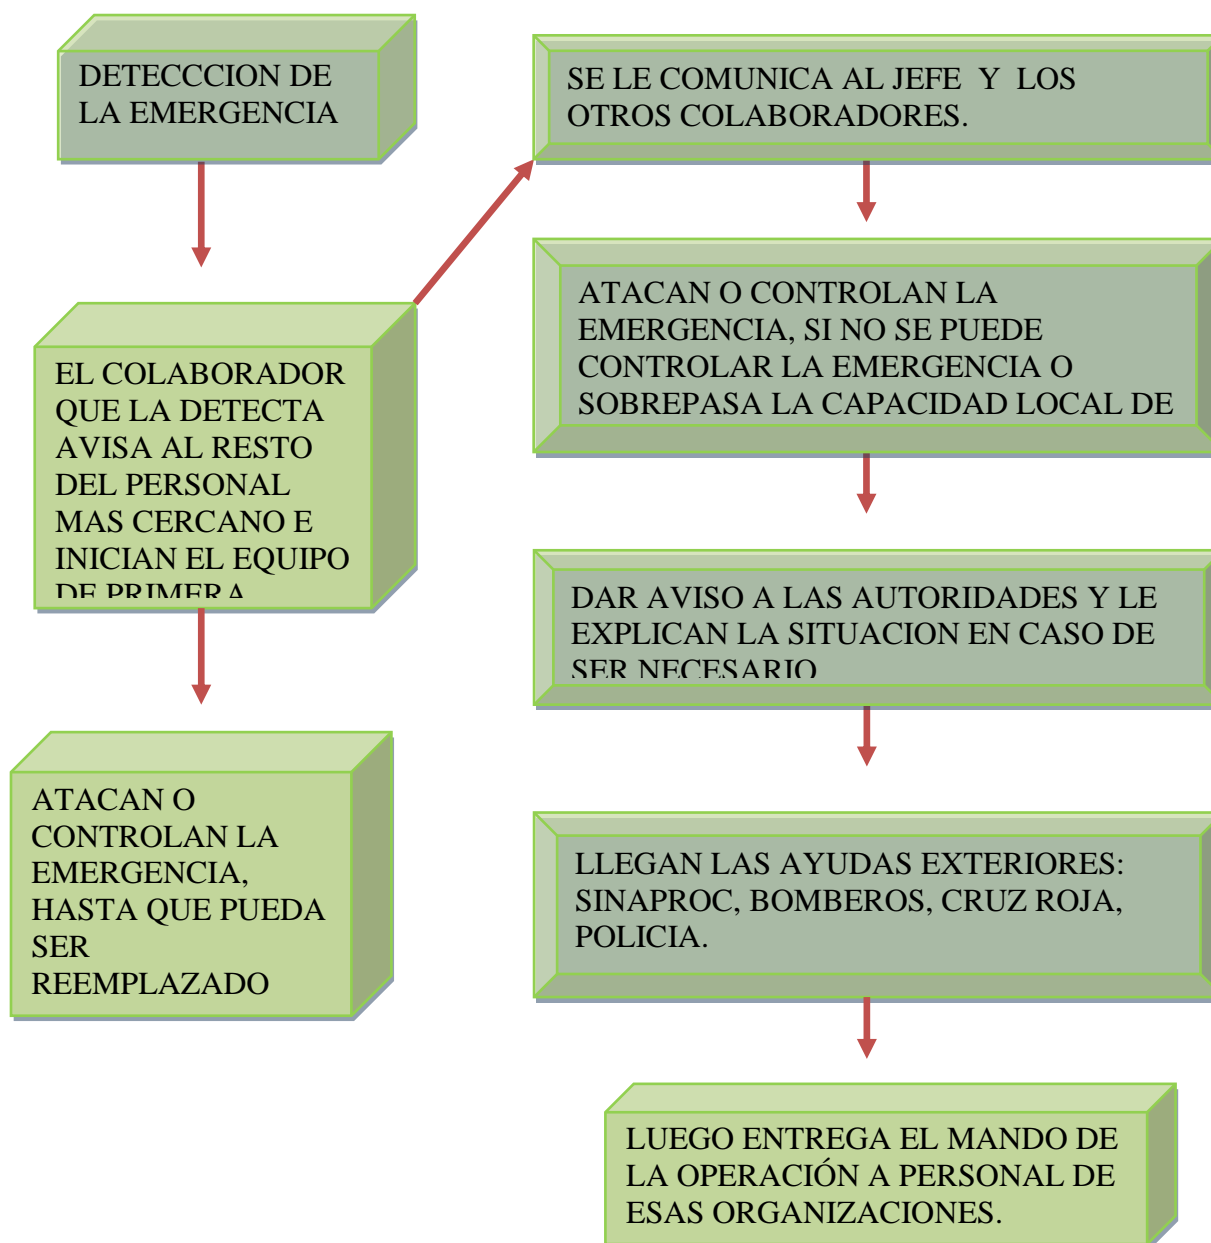 DETECCCION DE
LA EMERGENCIA
EL COLABORADOR
QUE LA DETECTA
AVISA AL RESTO
DEL PERSONAL
MAS CERCANO E
INICIAN EL EQUIPO
DE PRIMERA
ATACAN O
CONTROLAN LA
EMERGENCIA,
HASTA QUE PUEDA
SER
REEMPLAZADO
SE LE COMUNICA AL JEFE Y LOS
OTROS COLABORADORES.
ATACAN O CONTROLAN LA
EMERGENCIA, SI NO SE PUEDE
CONTROLAR LA EMERGENCIA O
SOBREPASA LA CAPACIDAD LOCAL DE
DAR AVISO A LAS AUTORIDADES Y LE
EXPLICAN LA SITUACION EN CASO DE
SER NECESARIO
LLEGAN LAS AYUDAS EXTERIORES:
SINAPROC, BOMBEROS, CRUZ ROJA,
POLICIA.
LUEGO ENTREGA EL MANDO DE
LA OPERACIÓN A PERSONAL DE
ESAS ORGANIZACIONES.